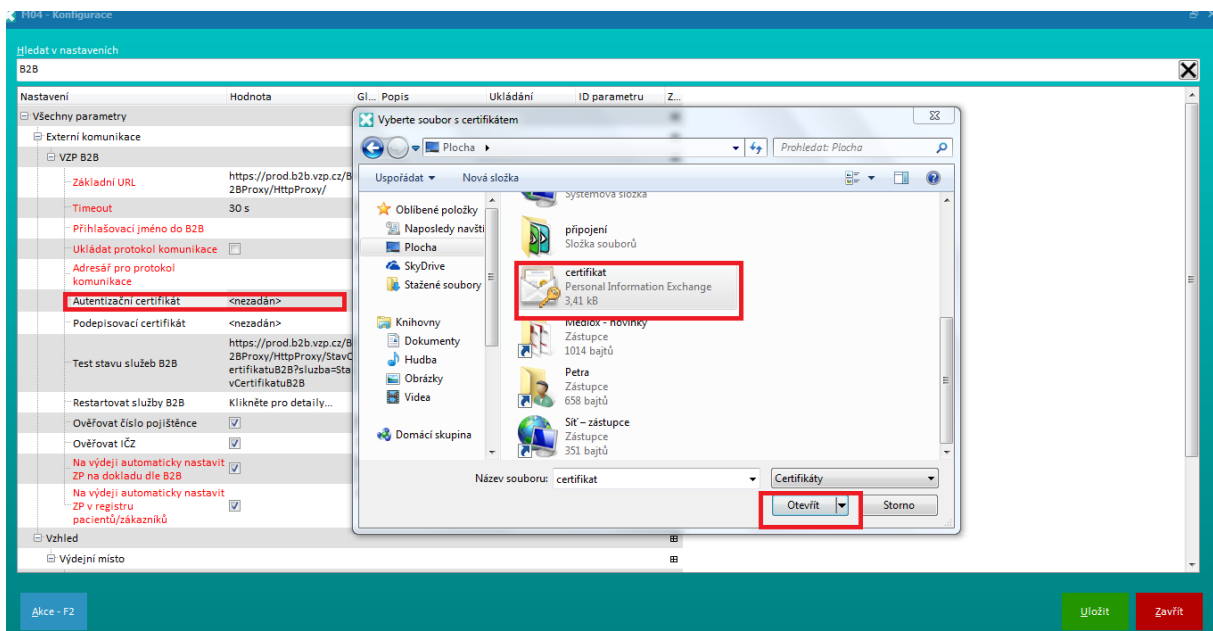 FI04 - Konfigurace
Hledat v nastaveních
B2B
Nastavení Hodnota Gl... Popis Ukládání ID parametru Z...
Všechny parametry
Externí komunikace
VZP B2B
Základní URL
https://prod.b2b.vzp.cz/B
2BProxy/HttpProxy/
Timeout 30 s
Přihlašovací jméno do B2B
Ukládat protokol komunikace
Adresář pro protokol
komunikace
Autentizační certifikát <nezadán>
Podepisovací certifikát <nezadán>
Test stavu služeb B2B
https://prod.b2b.vzp.cz/B
2BProxy/HttpProxy/StavC
ertifikatuB2B?sluzba=Sta
vCertifikatuB2B
Restartovat služby B2B Klikněte pro detaily...
Ověřovat číslo pojištěnce
Ověřovat IČZ
Na výdeji automaticky nastavit
ZP na dokladu dle B2B
Na výdeji automaticky nastavit
ZP v registru
pacientů/zákazníků
Vzhled
Výdejní místo
Vyberte soubor s certifikátem
Plocha
Prohledat: Plocha
Uspořádat Nová složka
Oblíbené položky
Naposledy navšti
Plocha
SkyDrive
Stažené soubory
Knihovny
Dokumenty
Hudba
Obrázky
Videa
Domácí skupina
Systémová složka
připojení
Složka souborů
certifikat
Personal Information Exchange
3,41 kB
Mediox - novinky
Zástupce
1014 bajtů
Petra
Zástupce
658 bajtů
Síť – zástupce
Zástupce
351 bajtů
Název souboru: certifikat
Certifikáty
Otevřít Storno
Akce - F2
Uložit Zavřít